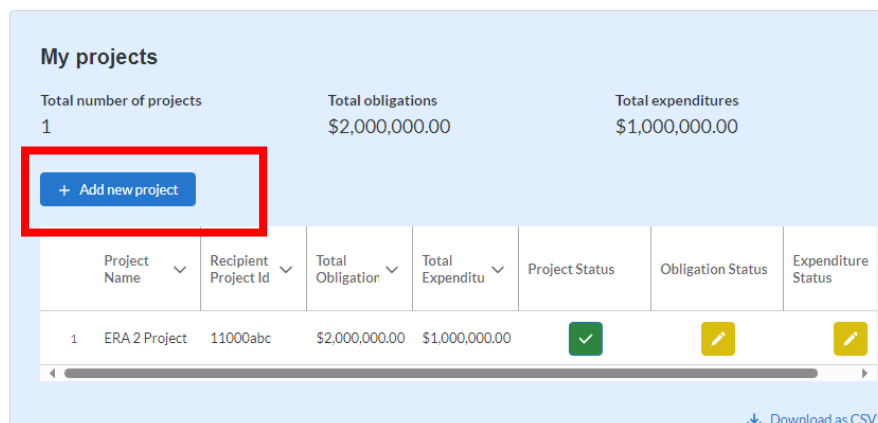 My projects
Total number of projects Total obligations Total expenditures
1 $2,000,000.00 $1,000,000.00
+ Add new project
Project Name Recipient Project Id Total Obligation Total Expenditu Project Status Obligation Status Expenditure Status
1 ERA 2 Project 11000abc $2,000,000.00 $1,000,000.00
Download as CSV